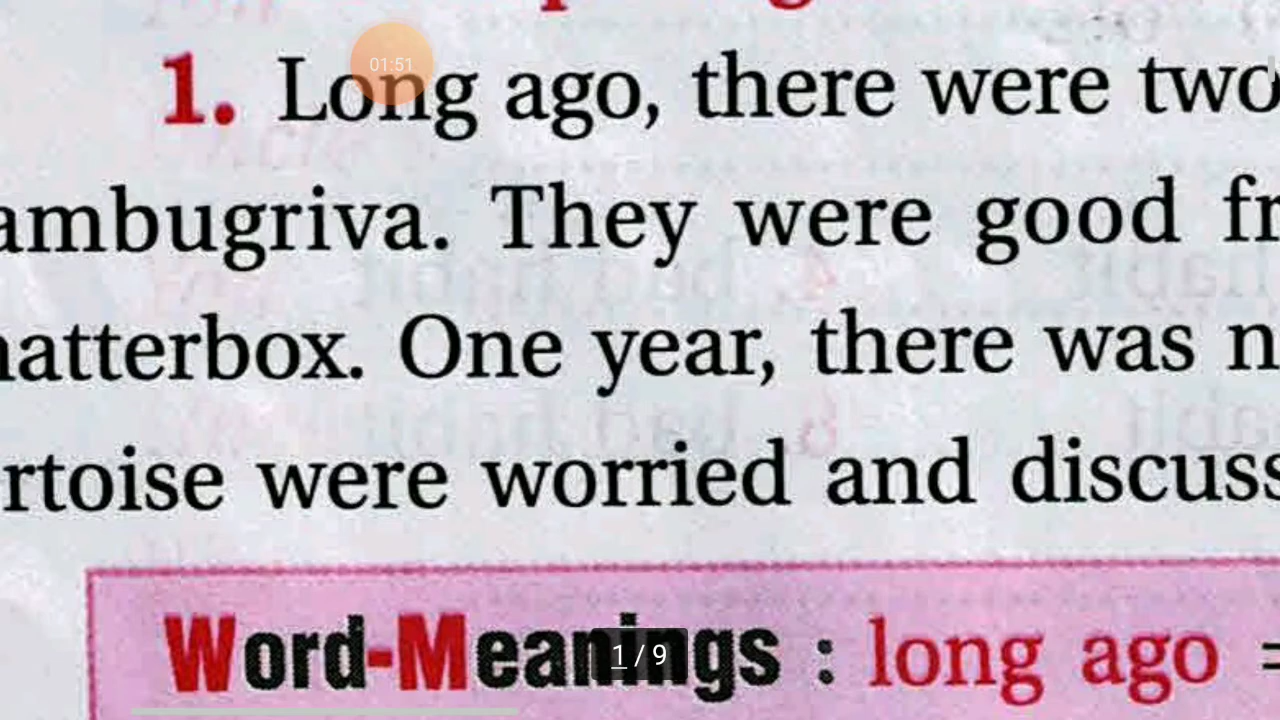 01:51
1. Long ago, there were two
ambugriva. They were good fr
hatterbox. One year, there was n
rtoise were worried and discuss
Word-Meanings : long ago =
1/9